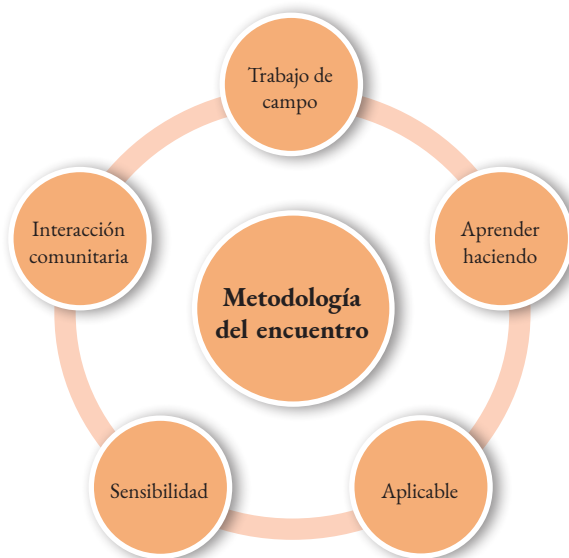 Trabajo de
campo
Aprender
haciendo
Aplicable
Sensibilidad
Interacción
comunitaria
Metodología
del encuentro